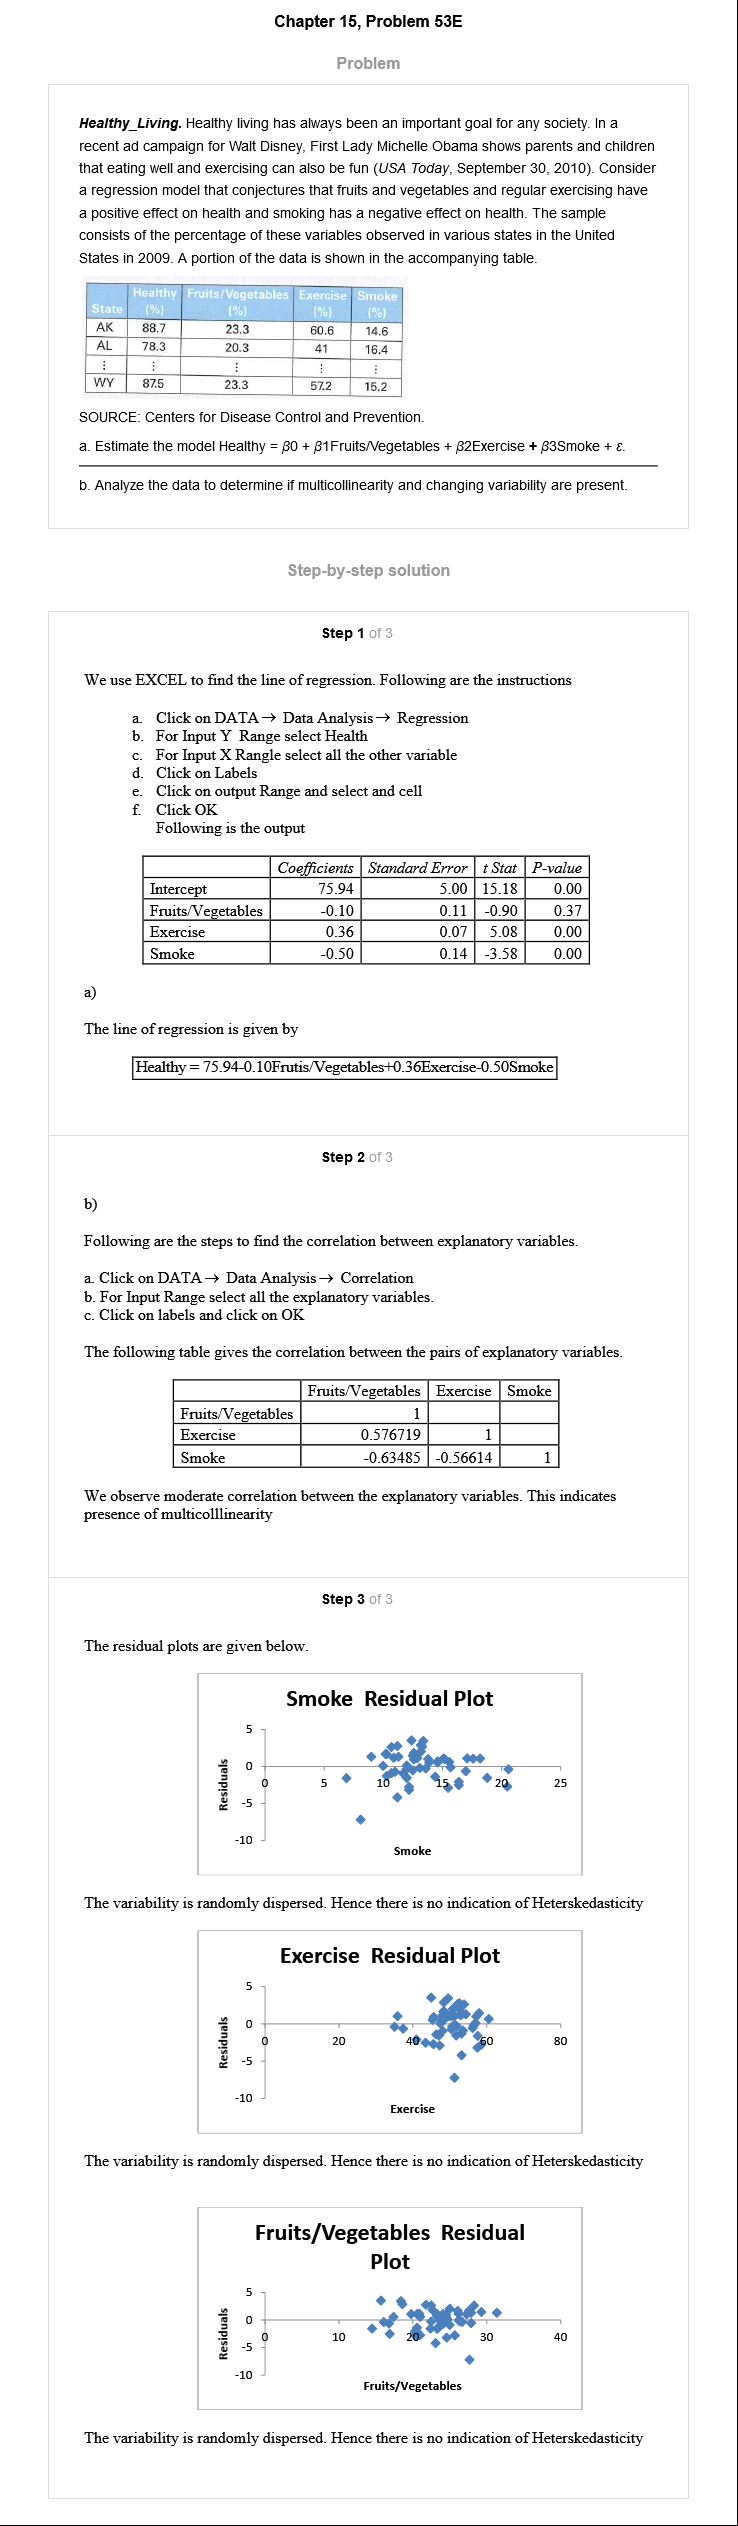 Chapter 15, Problem 53E
Problem
Healthy_Living. Healthy living has always been an important goal for any society. In a
recent ad campaign for Walt Disney, First Lady Michelle Obama shows parents and children
that eating well and exercising can also be fun (USA Today, September 30, 2010). Consider
a regression model that conjectures that fruits and vegetables and regular exercising have
a positive effect on health and smoking has a negative effect on health. The sample
consists of the percentage of these variables observed in various states in the United
States in 2009. A portion of the data is shown in the accompanying table.
State Healthy (%) Fruits/Vegetables (%) Exercise (%) Smoke (%)
AK 88.7 23.3 60.6 14.6
AL 78.3 20.3 41 16.4
⋮ ⋮ ⋮ ⋮ ⋮
WY 87.5 23.3 57.2 15.2
SOURCE: Centers for Disease Control and Prevention.
a. Estimate the model Healthy = β0 + β1Fruits/Vegetables + β2Exercise + β3Smoke + ε.
b. Analyze the data to determine if multicollinearity and changing variability are present.
Step-by-step solution
Step 1 of 3
We use EXCEL to find the line of regression. Following are the instructions
a. Click on DATA→ Data Analysis→ Regression
b. For Input Y Range select Health
c. For Input X Rangle select all the other variable
d. Click on Labels
e. Click on output Range and select and cell
f. Click OK
Following is the output
Coefficients Standard Error t Stat P-value
Intercept 75.94 5.00 15.18 0.00
Fruits/Vegetables -0.10 0.11 -0.90 0.37
Exercise 0.36 0.07 5.08 0.00
Smoke -0.50 0.14 -3.58 0.00
a)
The line of regression is given by
Healthy = 75.94-0.10Frutis/Vegetables+0.36Exercise-0.50Smoke
Step 2 of 3
b)
Following are the steps to find the correlation between explanatory variables.
a. Click on DATA→ Data Analysis→ Correlation
b. For Input Range select all the explanatory variables.
c. Click on labels and click on OK
The following table gives the correlation between the pairs of explanatory variables.
Fruits/Vegetables Exercise Smoke
Fruits/Vegetables 1
Exercise 0.576719 1
Smoke -0.63485 -0.56614 1
We observe moderate correlation between the explanatory variables. This indicates
presence of multicolllinearity
Step 3 of 3
The residual plots are given below.
Smoke Residual Plot
5
0
-5
-10
Residuals
0 5 10 15 20 25
Smoke
The variability is randomly dispersed. Hence there is no indication of Heterskedasticity
Exercise Residual Plot
5
0
-5
-10
Residuals
0 20 40 60 80
Exercise
The variability is randomly dispersed. Hence there is no indication of Heterskedasticity
Fruits/Vegetables Residual
Plot
5
0
-5
-10
Residuals
0 10 20 30 40
Fruits/Vegetables
The variability is randomly dispersed. Hence there is no indication of Heterskedasticity